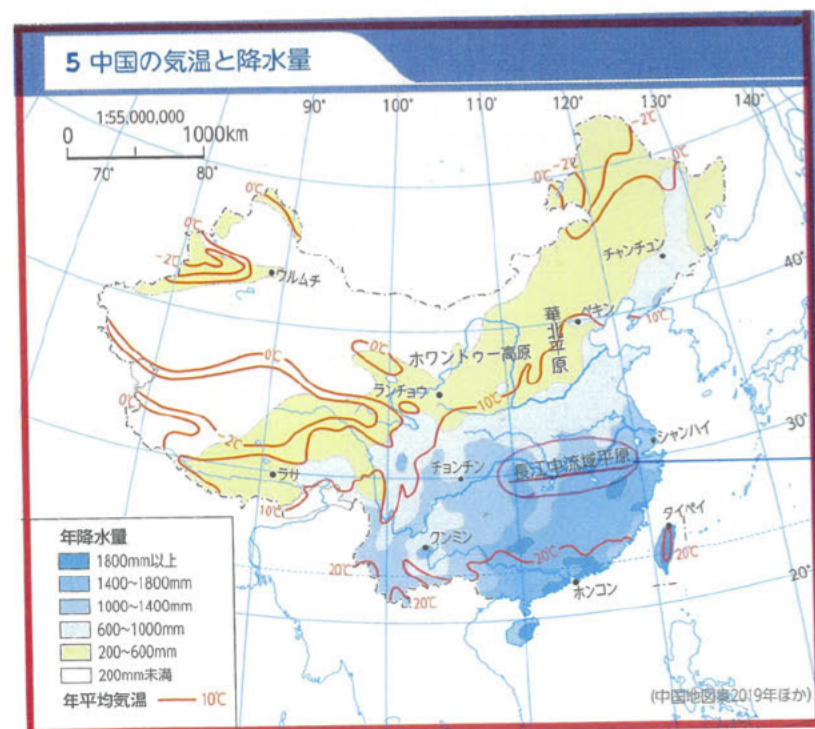 5 中国の気温と降水量
1:55,000,000
0 1000km
70° 80° 90° 100° 110° 120° 130° 140°
40°
30°
20°
0℃
-2℃
ウルムチ
0℃
0℃
-2℃
0℃
-2℃
-2℃
0℃
チャンチュン
ペキン
華北平原
10℃
ホワントゥー高原
0℃
ランチョウ
10℃
0℃
ラサ
10℃
チョンチン
シャンハイ
長江中流域平原
クンミン
タイペイ
20℃
20℃
20℃
20℃
ホンコン
年降水量
1800mm以上
1400~1800mm
1000~1400mm
600~1000mm
200~600mm
200mm未満
年平均気温 10℃
(中国地図集2019年ほか)